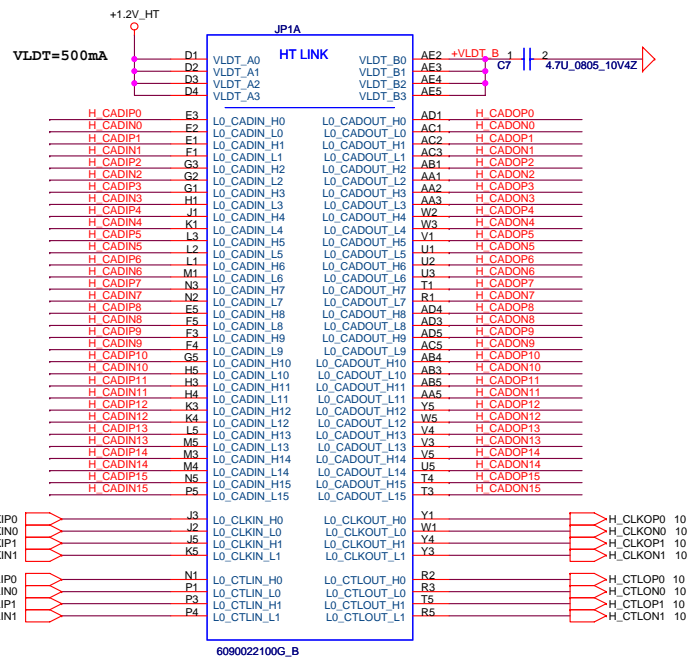 +1.2V_HT
JP1A
VLDT=500mA
HT LINK
D1 VLDT_A0 VLDT_B0 AE2 +VLDT_B 1 2
D2 VLDT_A1 VLDT_B1 AE3 C7 4.7U_0805_10V4Z
D3 VLDT_A2 VLDT_B2 AE4
D4 VLDT_A3 VLDT_B3 AE5
H_CADIP0 E3 L0_CADIN_H0 L0_CADOUT_H0 AD1 H_CADOP0
H_CADIN0 E2 L0_CADIN_L0 L0_CADOUT_L0 AC1 H_CADON0
H_CADIP1 E1 L0_CADIN_H1 L0_CADOUT_H1 AC2 H_CADOP1
H_CADIN1 F1 L0_CADIN_L1 L0_CADOUT_L1 AC3 H_CADON1
H_CADIP2 G3 L0_CADIN_H2 L0_CADOUT_H2 AB1 H_CADOP2
H_CADIN2 G2 L0_CADIN_L2 L0_CADOUT_L2 AA1 H_CADON2
H_CADIP3 G1 L0_CADIN_H3 L0_CADOUT_H3 AA2 H_CADOP3
H_CADIN3 H1 L0_CADIN_L3 L0_CADOUT_L3 AA3 H_CADON3
H_CADIP4 J1 L0_CADIN_H4 L0_CADOUT_H4 W2 H_CADOP4
H_CADIN4 K1 L0_CADIN_L4 L0_CADOUT_L4 W3 H_CADON4
H_CADIP5 L3 L0_CADIN_H5 L0_CADOUT_H5 V1 H_CADOP5
H_CADIN5 L2 L0_CADIN_L5 L0_CADOUT_L5 U1 H_CADON5
H_CADIP6 L1 L0_CADIN_H6 L0_CADOUT_H6 U2 H_CADOP6
H_CADIN6 M1 L0_CADIN_L6 L0_CADOUT_L6 U3 H_CADON6
H_CADIP7 N3 L0_CADIN_H7 L0_CADOUT_H7 T1 H_CADOP7
H_CADIN7 N2 L0_CADIN_L7 L0_CADOUT_L7 R1 H_CADON7
H_CADIP8 E5 L0_CADIN_H8 L0_CADOUT_H8 AD4 H_CADOP8
H_CADIN8 F5 L0_CADIN_L8 L0_CADOUT_L8 AD3 H_CADON8
H_CADIP9 F3 L0_CADIN_H9 L0_CADOUT_H9 AD5 H_CADOP9
H_CADIN9 F4 L0_CADIN_L9 L0_CADOUT_L9 AC5 H_CADON9
H_CADIP10 G5 L0_CADIN_H10 L0_CADOUT_H10 AB4 H_CADOP10
H_CADIN10 H5 L0_CADIN_L10 L0_CADOUT_L10 AB3 H_CADON10
H_CADIP11 H3 L0_CADIN_H11 L0_CADOUT_H11 AB5 H_CADOP11
H_CADIN11 H4 L0_CADIN_L11 L0_CADOUT_L11 AA5 H_CADON11
H_CADIP12 K3 L0_CADIN_H12 L0_CADOUT_H12 Y5 H_CADOP12
H_CADIN12 K4 L0_CADIN_L12 L0_CADOUT_L12 W5 H_CADON12
H_CADIP13 L5 L0_CADIN_H13 L0_CADOUT_H13 V4 H_CADOP13
H_CADIN13 M5 L0_CADIN_L13 L0_CADOUT_L13 V3 H_CADON13
H_CADIP14 M3 L0_CADIN_H14 L0_CADOUT_H14 V5 H_CADOP14
H_CADIN14 M4 L0_CADIN_L14 L0_CADOUT_L14 U5 H_CADON14
H_CADIP15 N5 L0_CADIN_H15 L0_CADOUT_H15 T4 H_CADOP15
H_CADIN15 P5 L0_CADIN_L15 L0_CADOUT_L15 T3 H_CADON15
J3 L0_CLKIN_H0 L0_CLKOUT_H0 Y1 H_CLKOP0 10
J2 L0_CLKIN_L0 L0_CLKOUT_L0 W1 H_CLKON0 10
J5 L0_CLKIN_H1 L0_CLKOUT_H1 Y4 H_CLKOP1 10
K5 L0_CLKIN_L1 L0_CLKOUT_L1 Y3 H_CLKON1 10
N1 L0_CTLIN_H0 L0_CTLOUT_H0 R2 H_CTLOP0 10
P1 L0_CTLIN_L0 L0_CTLOUT_L0 R3 H_CTLON0 10
P3 L0_CTLIN_H1 L0_CTLOUT_H1 T5 H_CTLOP1 10
P4 L0_CTLIN_L1 L0_CTLOUT_L1 R5 H_CTLON1 10
6090022100G_B